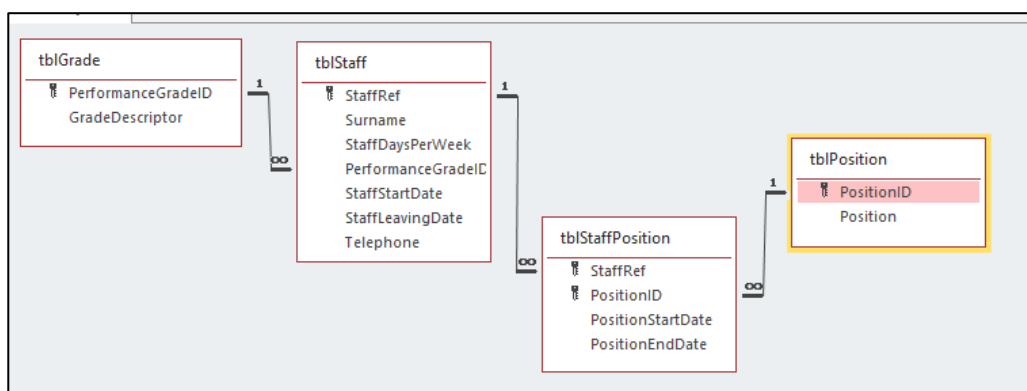 tblGrade
PerformanceGradeID
GradeDescriptor
1
∞
tblStaff
StaffRef
Surname
StaffDaysPerWeek
PerformanceGradeID
StaffStartDate
StaffLeavingDate
Telephone
1
∞
tblStaffPosition
StaffRef
PositionID
PositionStartDate
PositionEndDate
∞
1
tblPosition
PositionID
Position